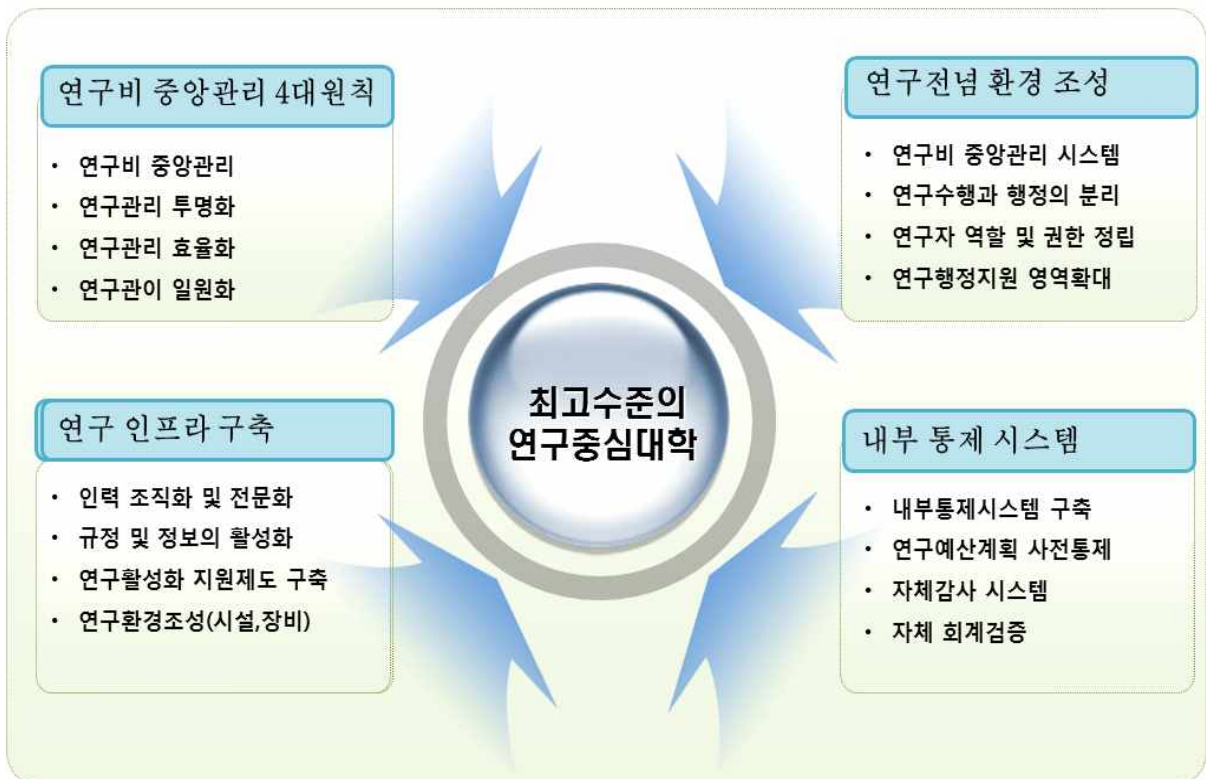 연구비 중앙관리 4대원칙
• 연구비 중앙관리
• 연구관리 투명화
• 연구관리 효율화
• 연구관이 일원화
연구전념 환경 조성
• 연구비 중앙관리 시스템
• 연구수행과 행정의 분리
• 연구자 역할 및 권한 정립
• 연구행정지원 영역확대
최고수준의
연구중심대학
연구 인프라 구축
• 인력 조직화 및 전문화
• 규정 및 정보의 활성화
• 연구활성화 지원제도 구축
• 연구환경조성(시설,장비)
내부 통제 시스템
• 내부통제시스템 구축
• 연구예산계획 사전통제
• 자체감사 시스템
• 자체 회계검증